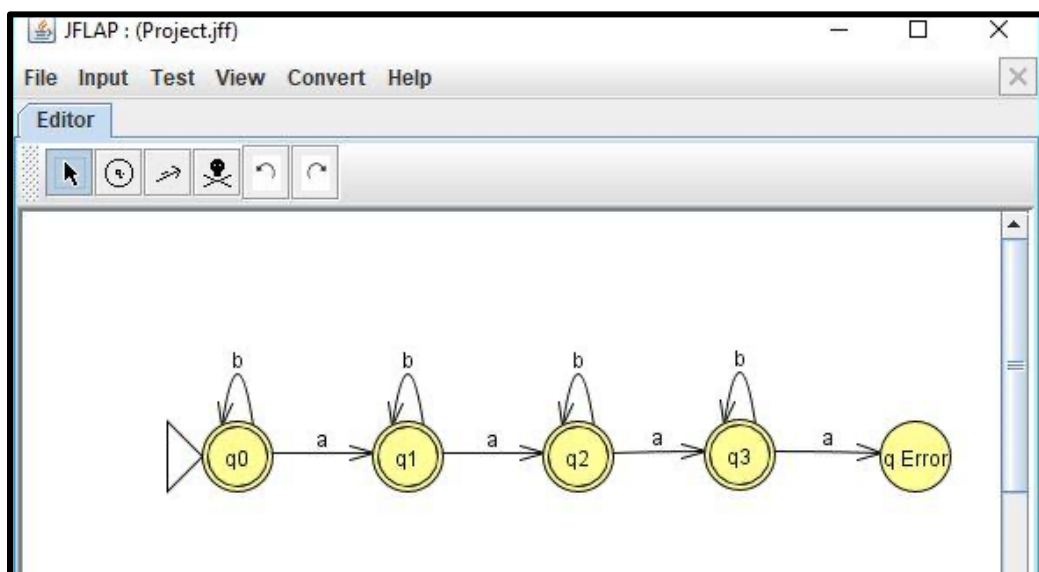 JFLAP : (Project.jff)
File Input Test View Convert Help
Editor
b b b b
q0 a q1 a q2 a q3 a q Error